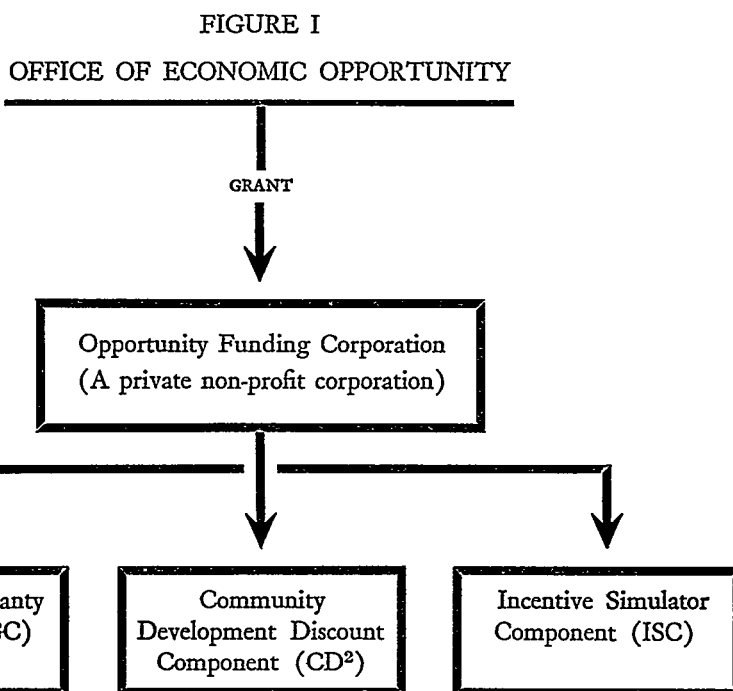 FIGURE I
OFFICE OF ECONOMIC OPPORTUNITY
GRANT
Opportunity Funding Corporation
(A private non-profit corporation)
Community
Development Discount
Component (CD²)
Incentive Simulator
Component (ISC)